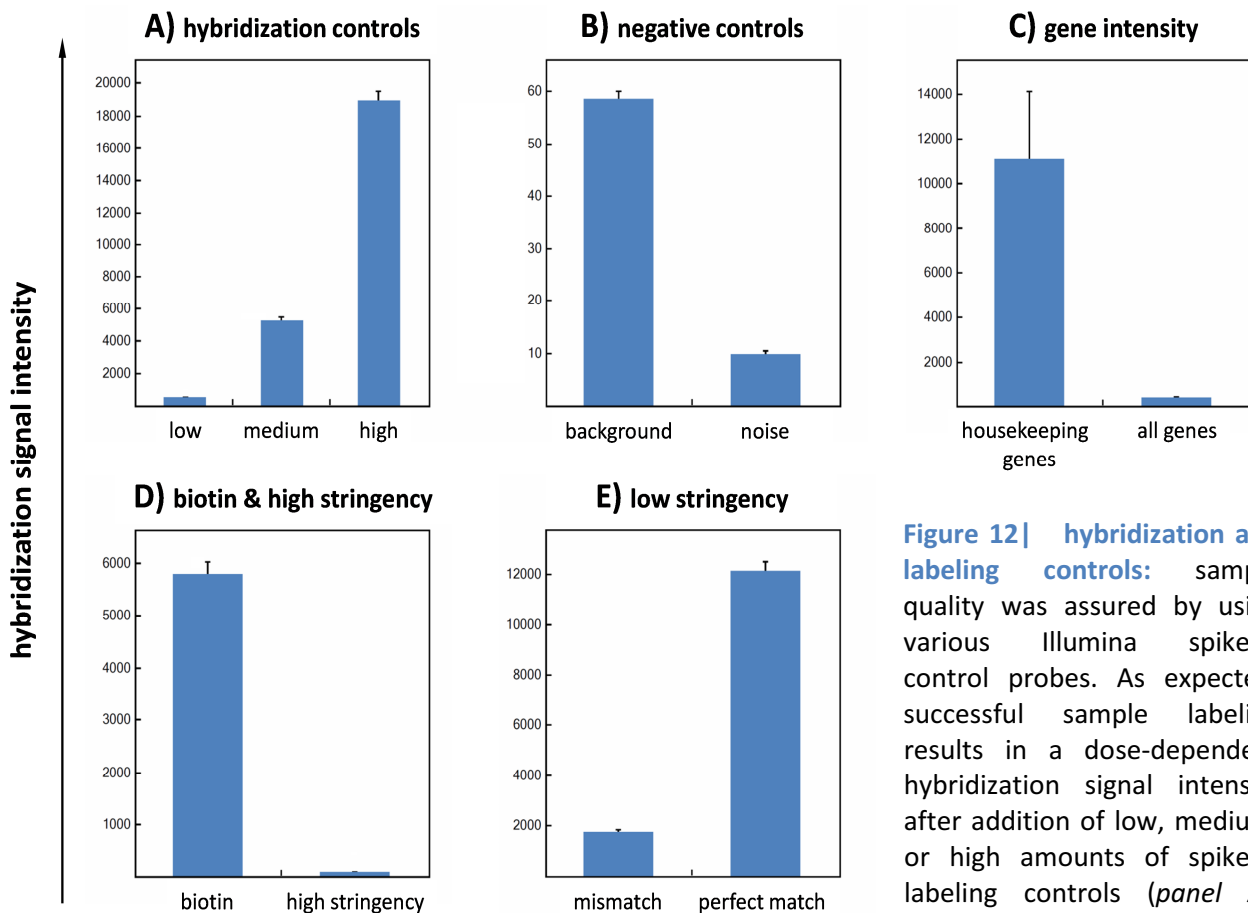 hybridization signal intensity
A) hybridization controls
20000
18000
16000
14000
12000
10000
8000
6000
4000
2000
low medium high
B) negative controls
60
50
40
30
20
10
background noise
C) gene intensity
14000
12000
10000
8000
6000
4000
2000
housekeeping all genes
genes
D) biotin & high stringency
6000
5000
4000
3000
2000
1000
biotin high stringency
E) low stringency
12000
10000
8000
6000
4000
2000
mismatch perfect match
Figure 12| hybridization a
labeling controls: samp
quality was assured by usi
various Illumina spike
control probes. As expecte
successful sample labeli
results in a dose-depende
hybridization signal intens
after addition of low, mediu
or high amounts of spike
labeling controls (panel